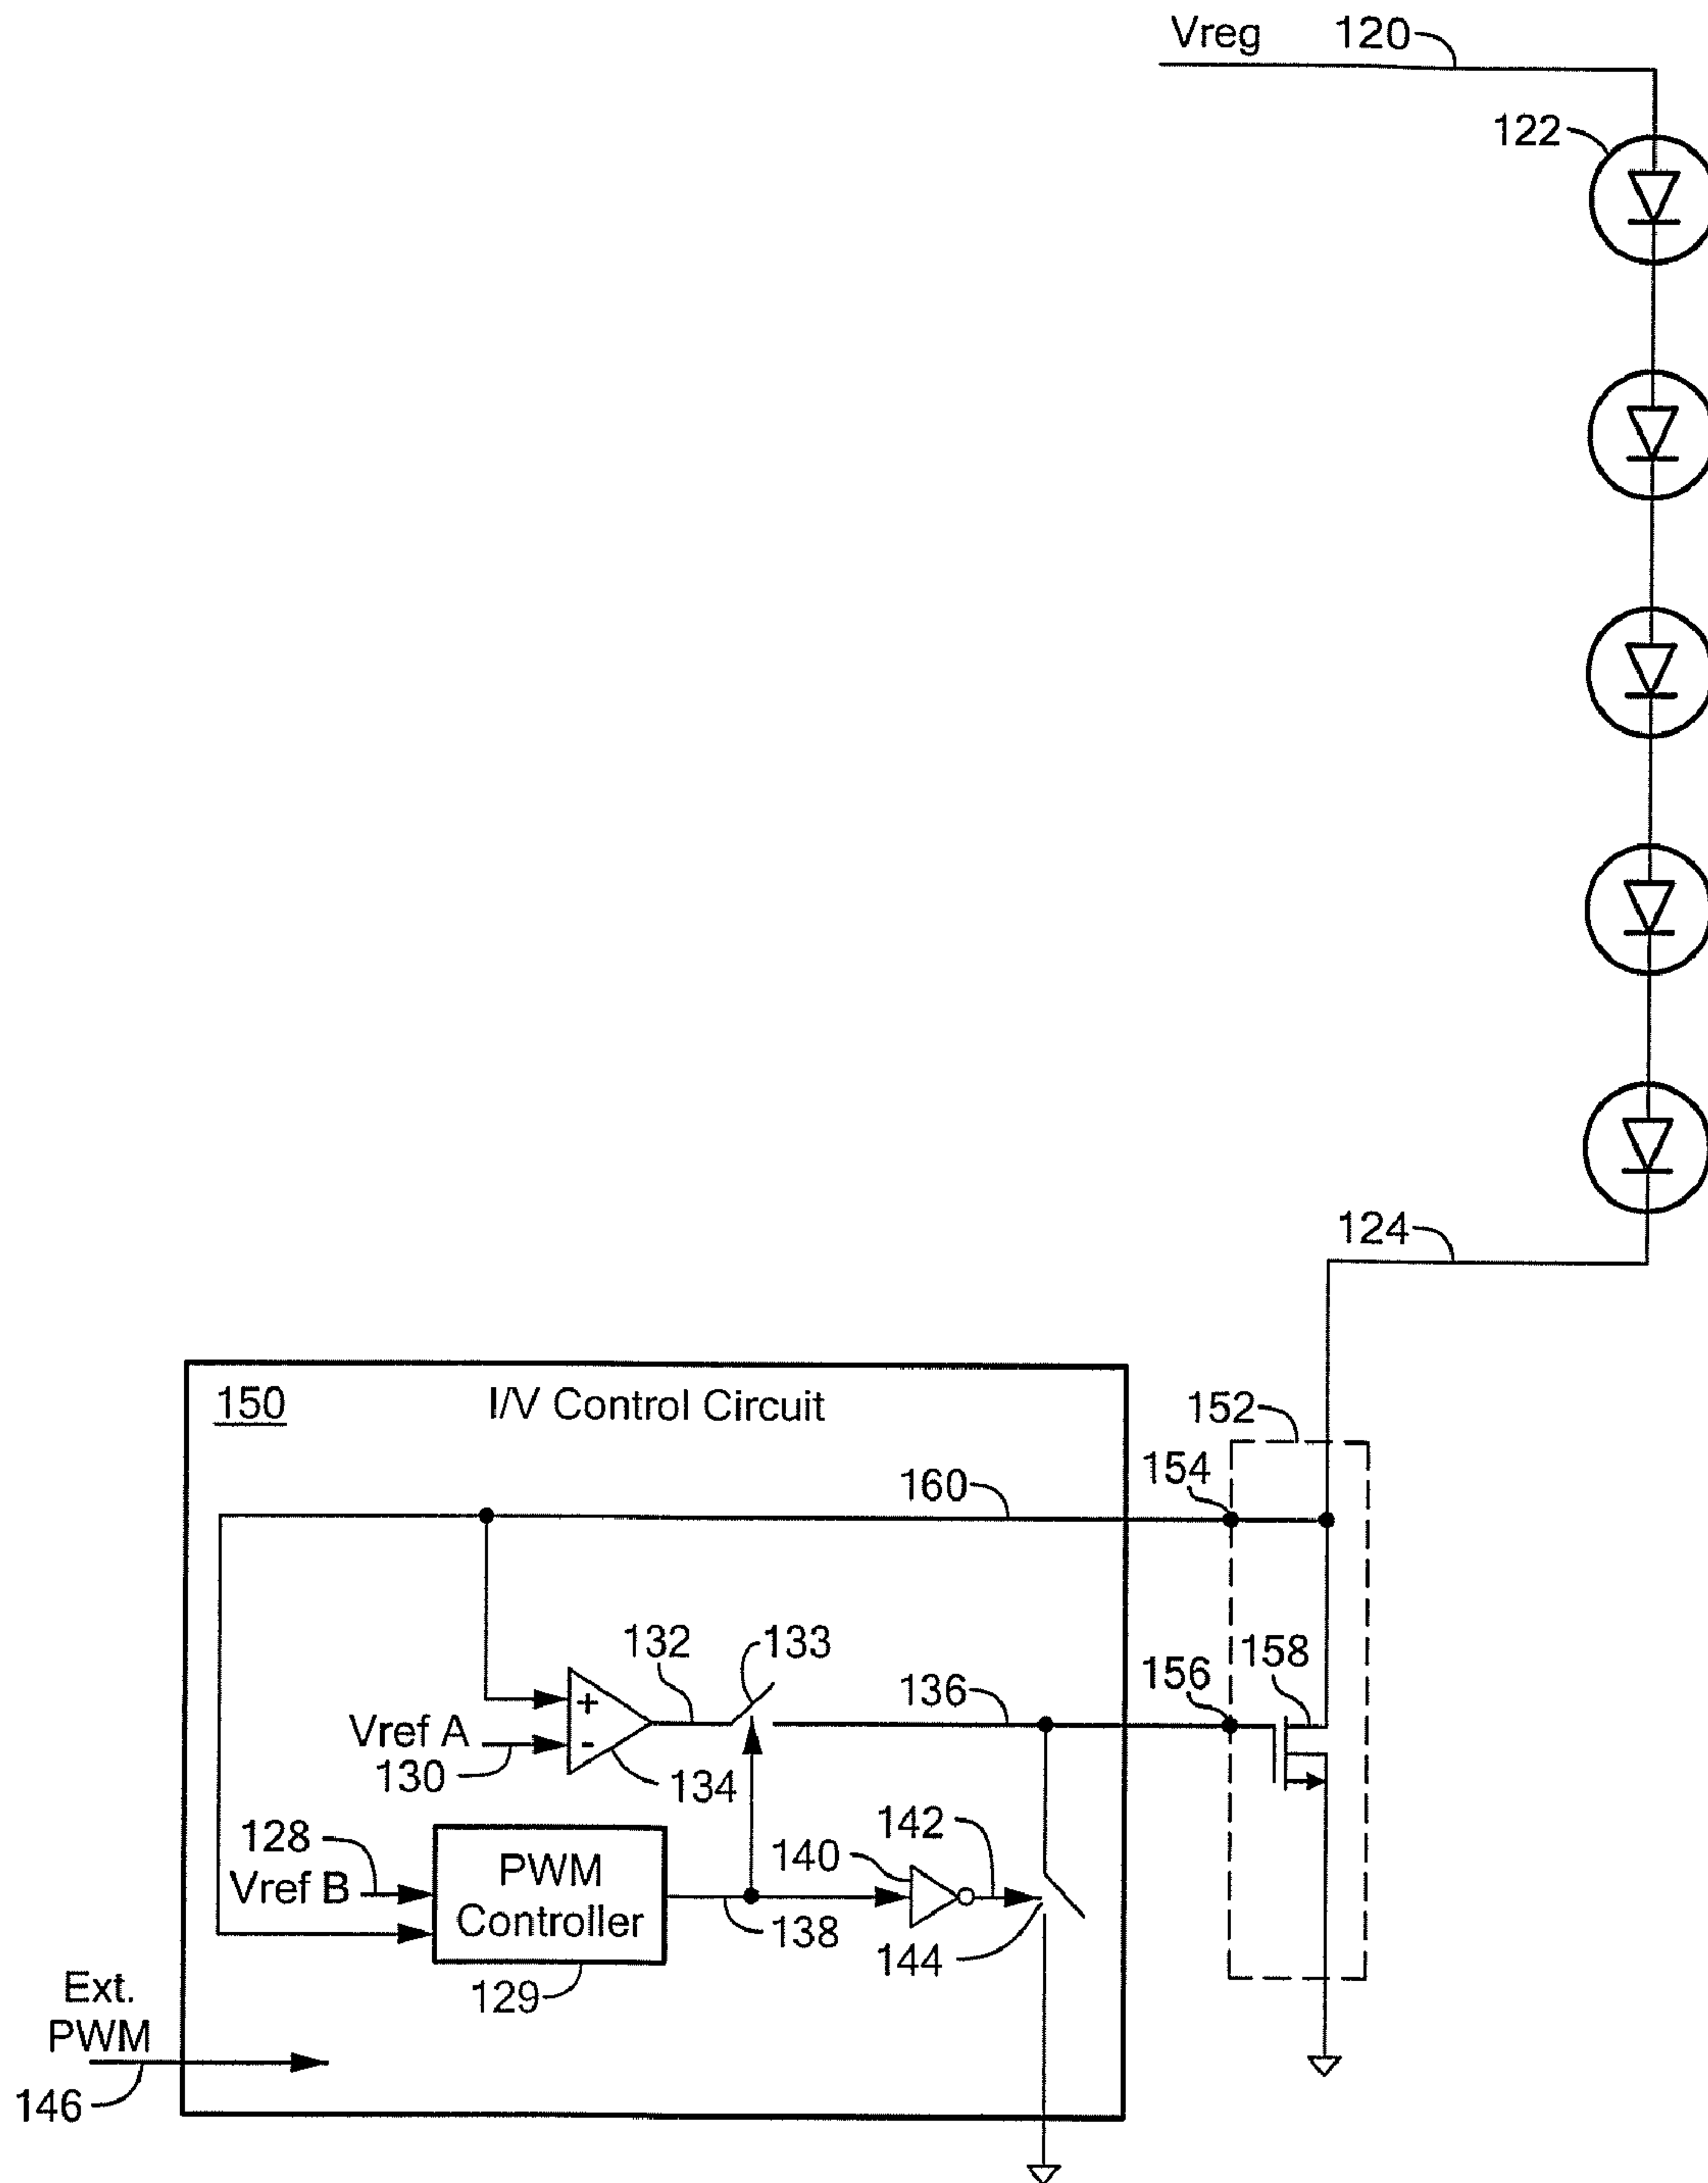 Vreg 120
122
124
150 I/V Control Circuit
152
154
160
132 133
136
156 158
Vref A
130
+
-
134
128
Vref B
PWM
Controller
129
138
140 142
144
Ext.
PWM
146